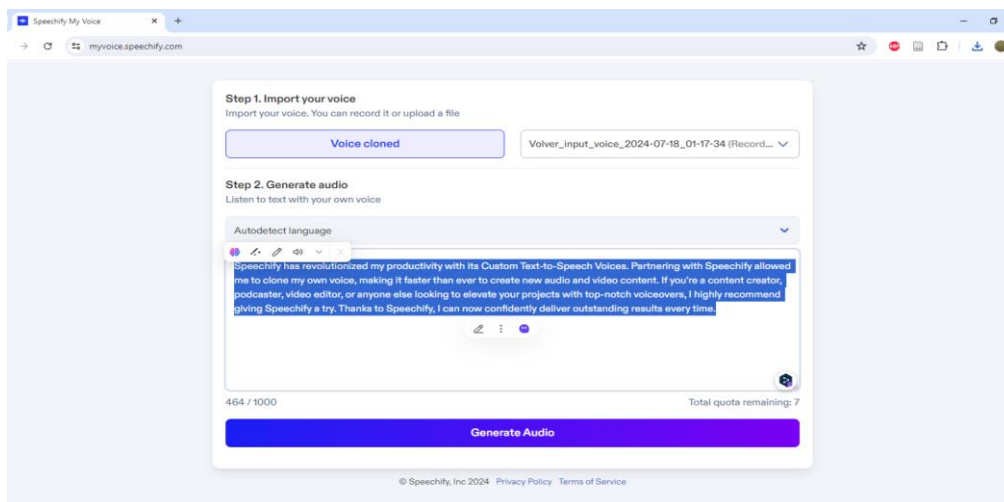 Speechify My Voice
myvoice.speechify.com
Step 1. Import your voice
Import your voice. You can record it or upload a file
Voice cloned
Volver_input_voice_2024-07-18_01-17-34 (Record...
Step 2. Generate audio
Listen to text with your own voice
Autodetect language
Speechify has revolutionized my productivity with its Custom Text-to-Speech Voices. Partnering with Speechify allowed
me to clone my own voice, making it faster than ever to create new audio and video content. If you're a content creator,
podcaster, video editor, or anyone else looking to elevate your projects with top-notch voiceovers, I highly recommend
giving Speechify a try. Thanks to Speechify, I can now confidently deliver outstanding results every time.
464 / 1000
Total quota remaining: 7
Generate Audio
© Speechify, Inc 2024 Privacy Policy Terms of Service